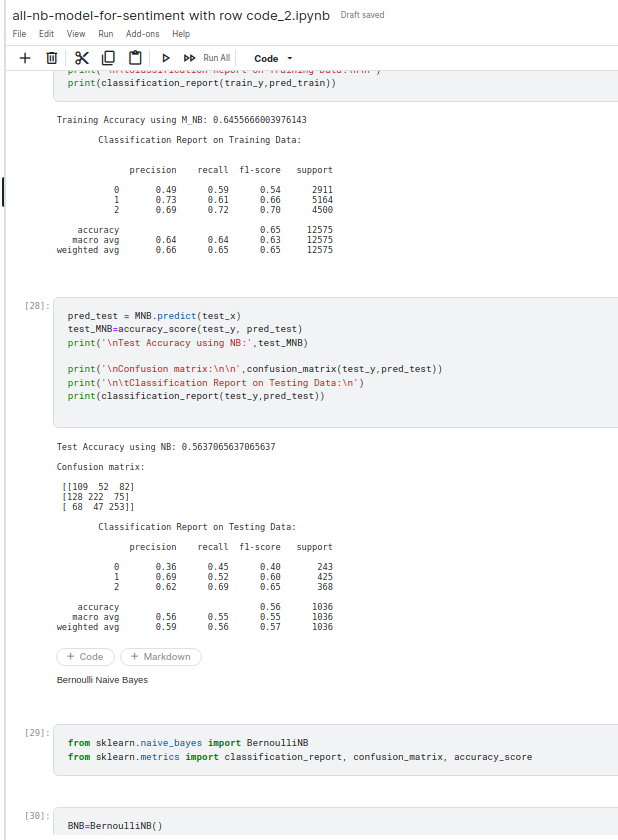 all-nb-model-for-sentiment with row code_2.ipynb Draft saved
File Edit View Run Add-ons Help
Run All Code
print('\n\tClassification Report on Training Data:\n\n')
print(classification_report(train_y,pred_train))
Training Accuracy using M_NB: 0.6455666003976143
Classification Report on Training Data:
precision recall f1-score support
0 0.49 0.59 0.54 2911
1 0.73 0.61 0.66 5164
2 0.69 0.72 0.70 4500
accuracy 0.65 12575
macro avg 0.64 0.64 0.63 12575
weighted avg 0.66 0.65 0.65 12575
[28]:
pred_test = MNB.predict(test_x)
test_MNB=accuracy_score(test_y, pred_test)
print('\nTest Accuracy using NB:',test_MNB)
print('\nConfusion matrix:\n\n',confusion_matrix(test_y,pred_test))
print('\n\tClassification Report on Testing Data:\n')
print(classification_report(test_y,pred_test))
Test Accuracy using NB: 0.5637065637065637
Confusion matrix:
[[109 52 82]
[128 222 75]
[ 68 47 253]]
Classification Report on Testing Data:
precision recall f1-score support
0 0.36 0.45 0.40 243
1 0.69 0.52 0.60 425
2 0.62 0.69 0.65 368
accuracy 0.56 1036
macro avg 0.56 0.55 0.55 1036
weighted avg 0.59 0.56 0.57 1036
+ Code + Markdown
Bernoulli Naive Bayes
[29]:
from sklearn.naive_bayes import BernoulliNB
from sklearn.metrics import classification_report, confusion_matrix, accuracy_score
[30]:
BNB=BernoulliNB()